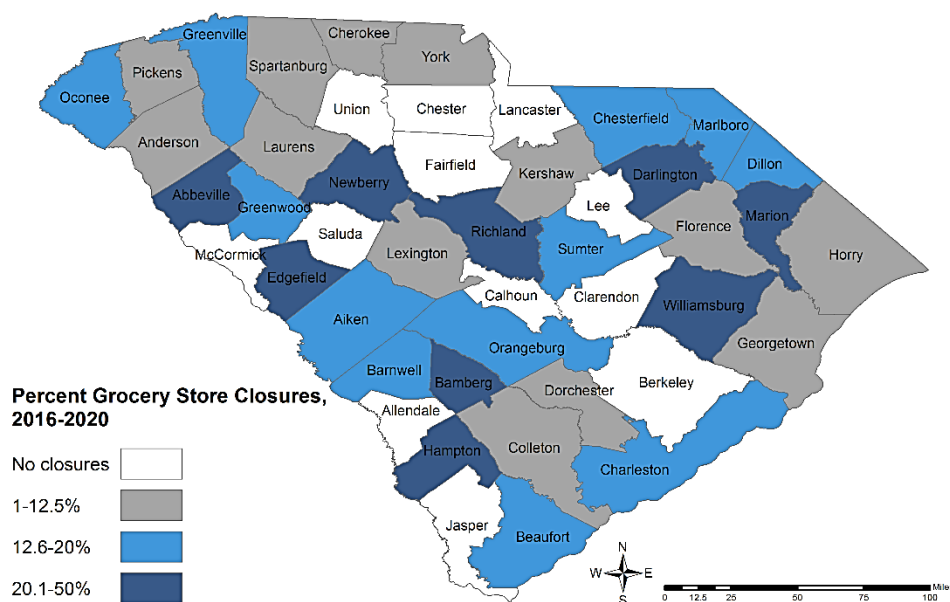 Greenville
Cherokee
York
Pickens
Spartanburg
Oconee
Union
Chester
Lancaster
Chesterfield
Marlboro
Anderson
Laurens
Fairfield
Kershaw
Dillon
Darlington
Newberry
Abbeville
Greenwood
Lee
Marion
Richland
Florence
Saluda
Sumter
McCormick
Lexington
Horry
Edgefield
Calhoun
Clarendon
Williamsburg
Aiken
Georgetown
Orangeburg
Barnwell
Bamberg
Berkeley
Dorchester
Allendale
Colleton
Hampton
Charleston
Jasper
Beaufort
Percent Grocery Store Closures,
2016-2020
No closures
1-12.5%
12.6-20%
20.1-50%
N
W E
S
Mile
0 12.5 25 50 75 100